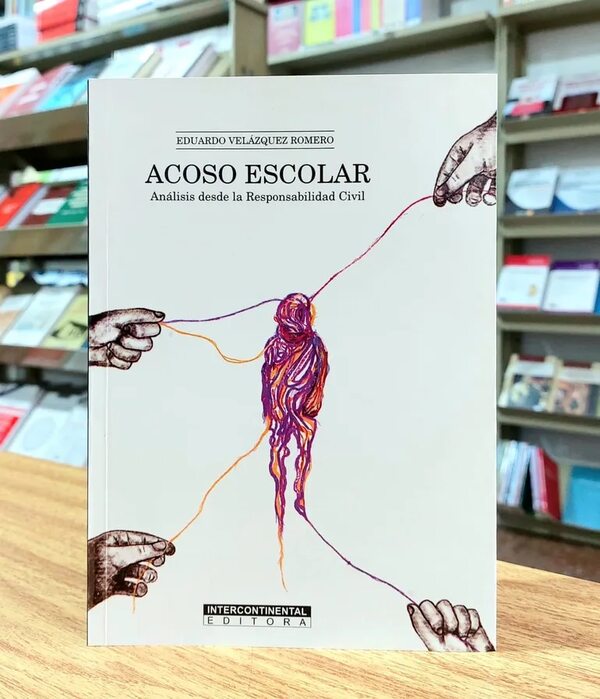 EDUARDO VELÁZQUEZ ROMERO
ACOSO ESCOLAR
Análisis desde la Responsabilidad Civil
INTERCONTINENTAL
EDITORA